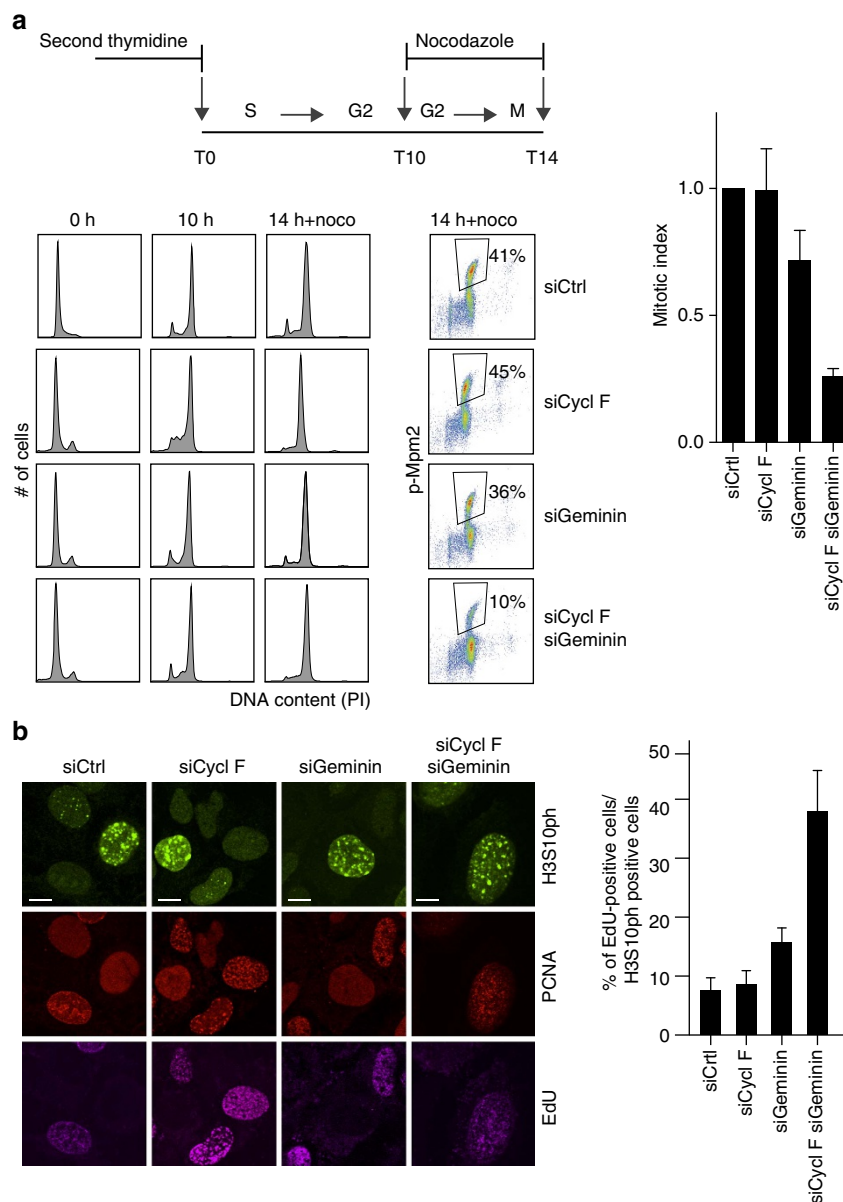 a
Second thymidine
Nocodazole
S
G2
G2
M
T0
T10
T14
0 h
10 h
14 h+noco
14 h+noco
41%
siCtrl
45%
siCycl F
36%
siGeminin
10%
siCycl F
siGeminin
# of cells
p-Mpm2
DNA content (PI)
Mitotic index
1.0
0.5
0.0
siCrtl
siCycl F
siGeminin
siCycl F siGeminin
b
siCtrl
siCycl F
siGeminin
siCycl F
siGeminin
H3S10ph
PCNA
EdU
% of EdU-positive cells/
H3S10ph positive cells
50
40
30
20
10
0
siCrtl
siCycl F
siGeminin
siCycl F siGeminin